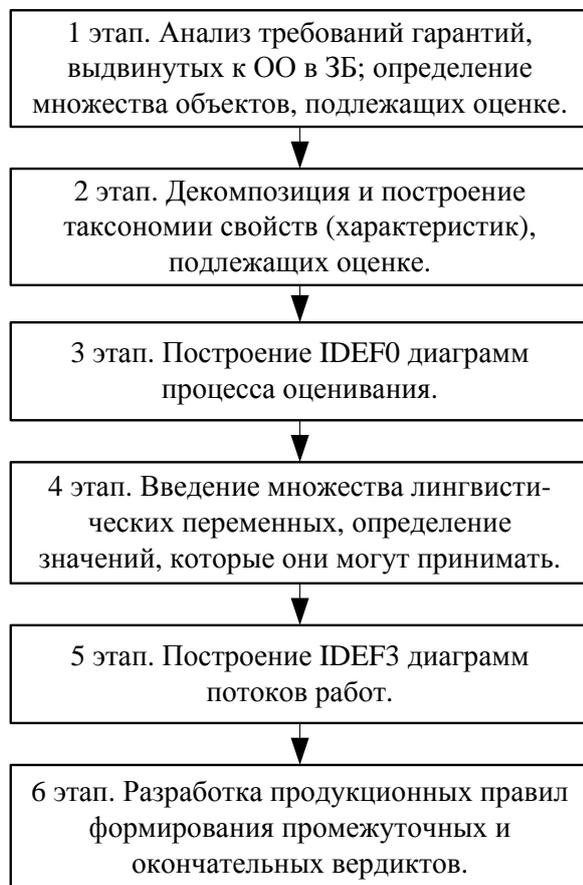 1 этап. Анализ требований гарантий,
выдвинутых к ОО в ЗБ; определение
множества объектов, подлежащих оценке.
2 этап. Декомпозиция и построение
таксономии свойств (характеристик),
подлежащих оценке.
3 этап. Построение IDEF0 диаграмм
процесса оценивания.
4 этап. Введение множества лингвисти-
ческих переменных, определение
значений, которые они могут принимать.
5 этап. Построение IDEF3 диаграмм
потоков работ.
6 этап. Разработка продукционных правил
формирования промежуточных и
окончательных вердиктов.